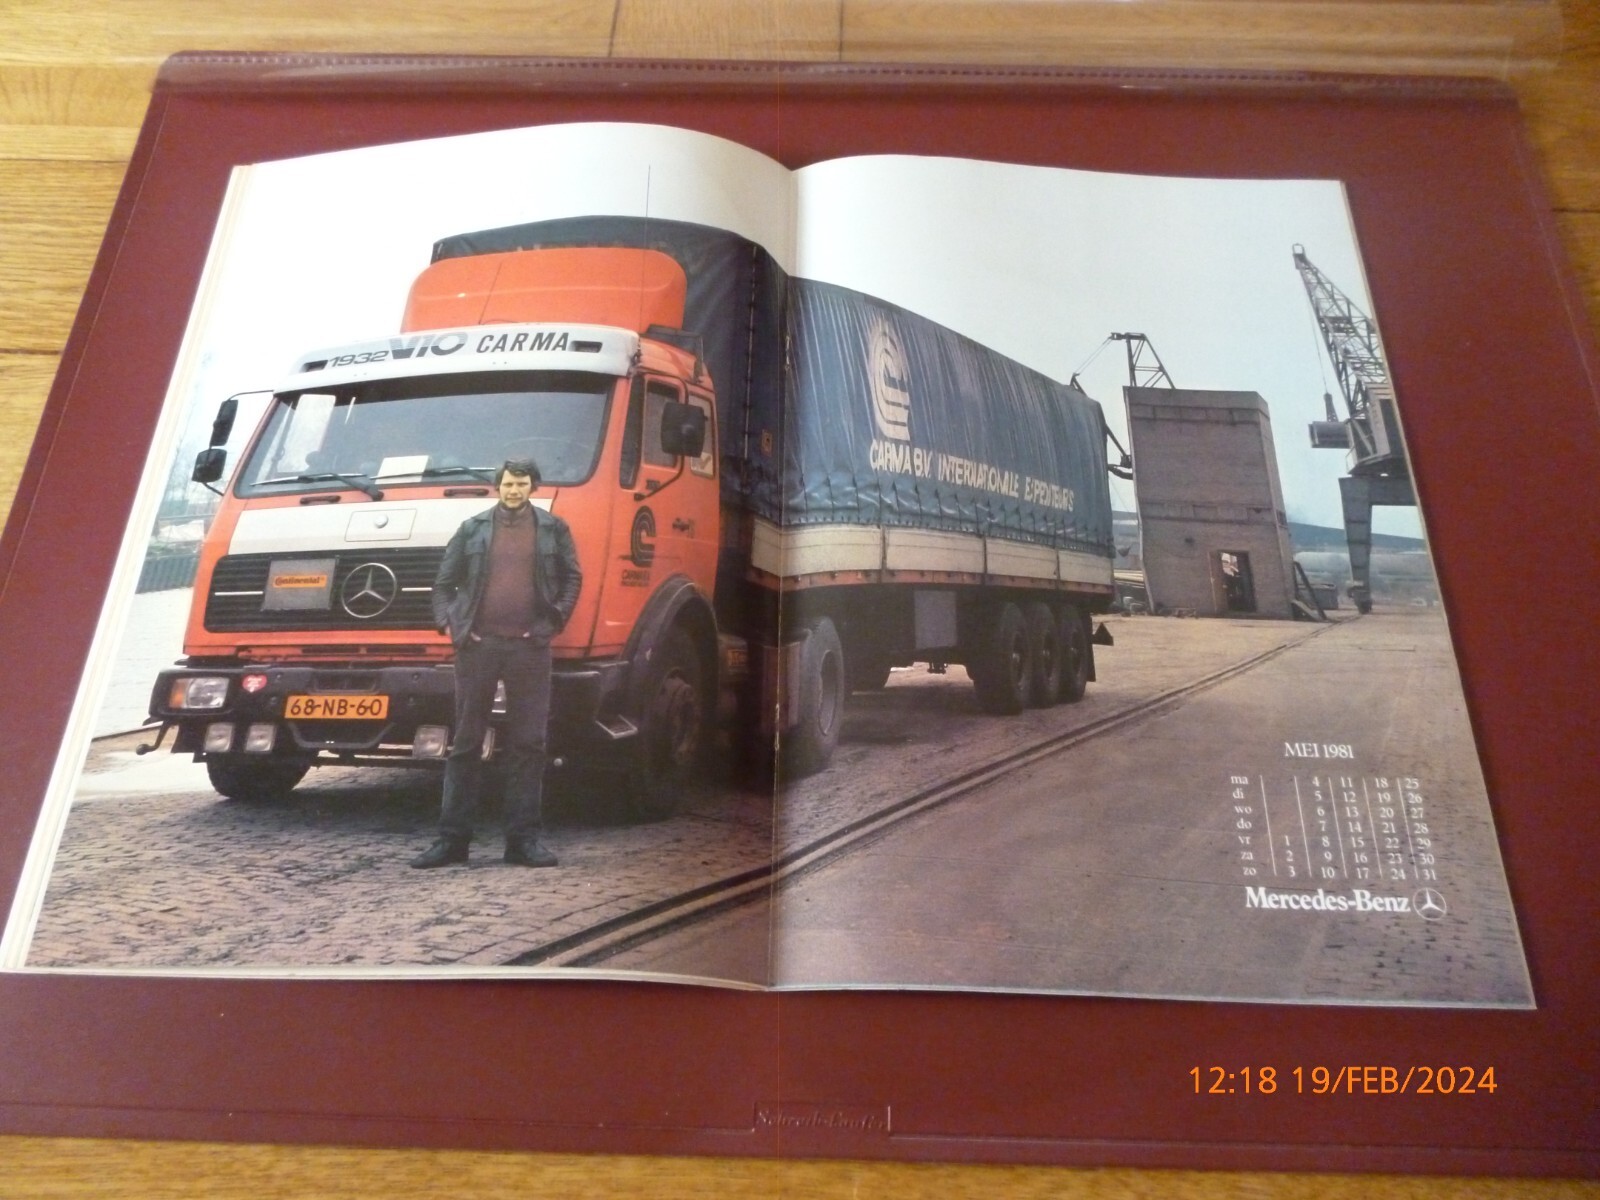 1932 V10 CARMA
CARMA B.V. INTERNATIONALE EXPEDITEURS
Continental
CARMA B.V.
68-NB-60
MEI 1981
ma 4 11 18 25
di 5 12 19 26
wo 6 13 20 27
do 7 14 21 28
vr 1 8 15 22 29
za 2 9 16 23 30
zo 3 10 17 24 31
Mercedes-Benz
12:18 19/FEB/2024